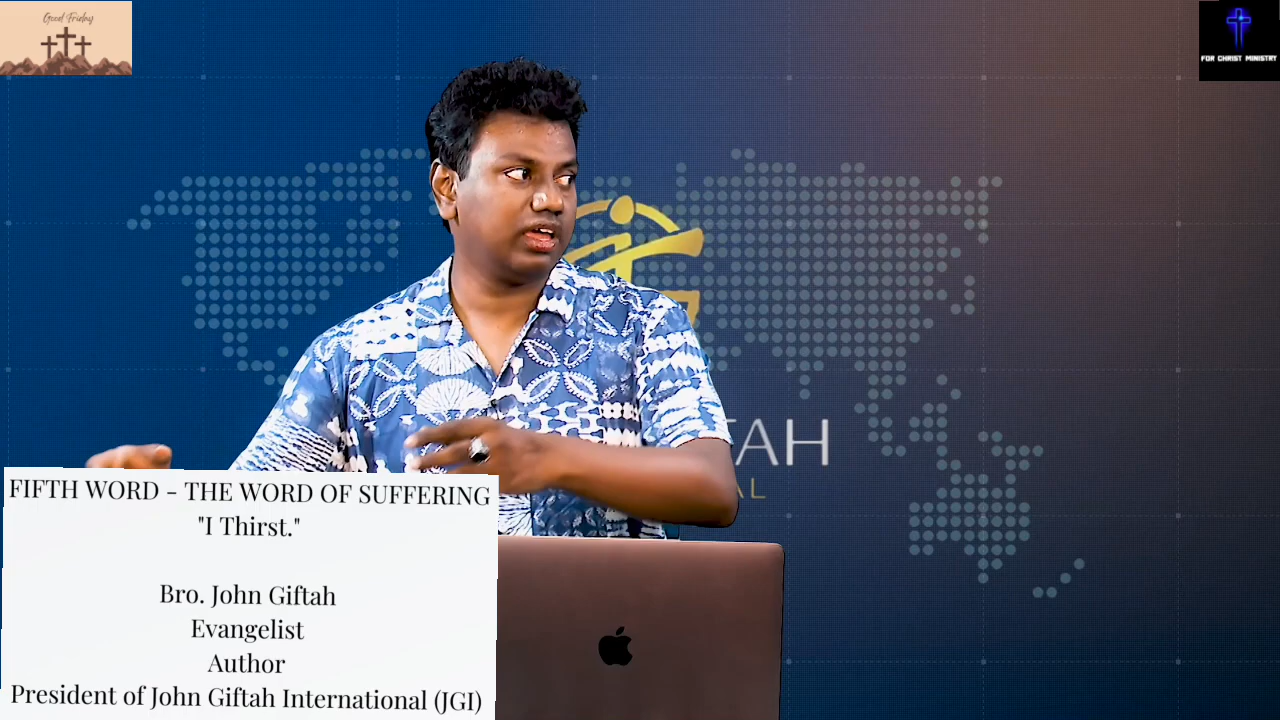 Good Friday
FOR CHRIST MINISTRY
TAH
AL
FIFTH WORD - THE WORD OF SUFFERING
"I Thirst."
Bro. John Giftah
Evangelist
Author
President of John Giftah International (JGI)